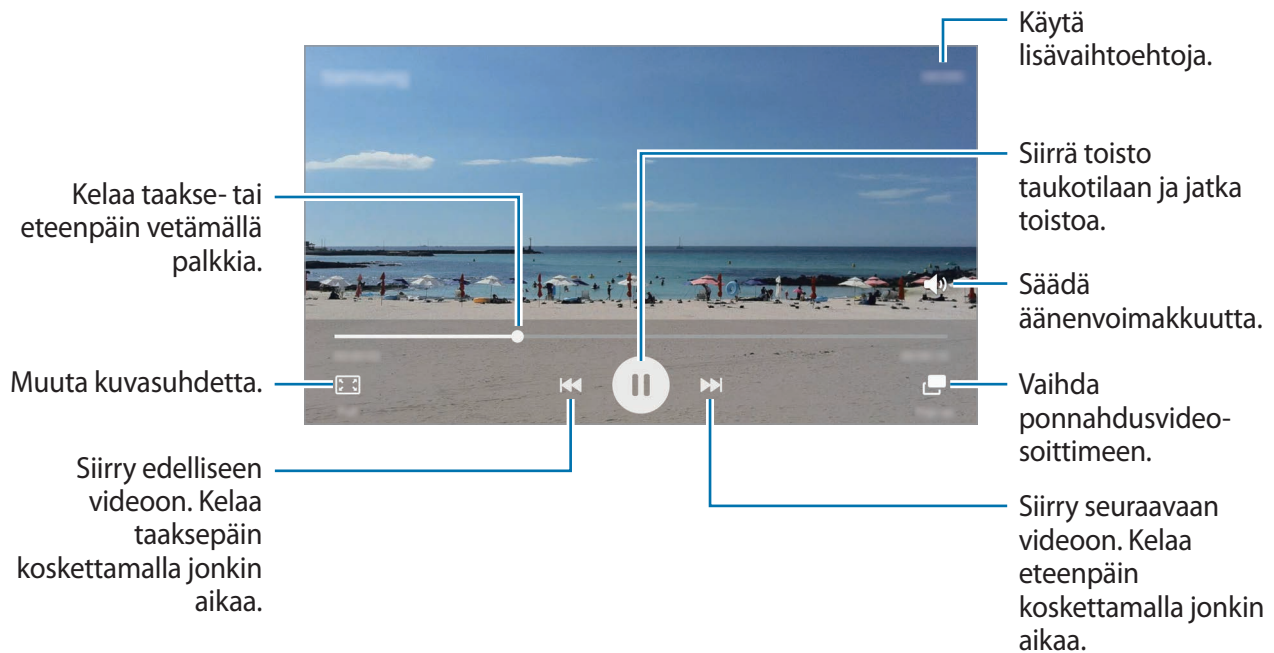 Käytä
lisävaihtoehtoja.
Siirrä toisto
taukotilaan ja jatka
toistoa.
Kelaa taakse- tai
eteenpäin vetämällä
palkkia.
Säädä
äänenvoimakkuutta.
Muuta kuvasuhdetta.
Vaihda
ponnahdusvideo-
soittimeen.
Siirry edelliseen
videoon. Kelaa
taaksepäin
koskettamalla jonkin
aikaa.
Siirry seuraavaan
videoon. Kelaa
eteenpäin
koskettamalla jonkin
aikaa.